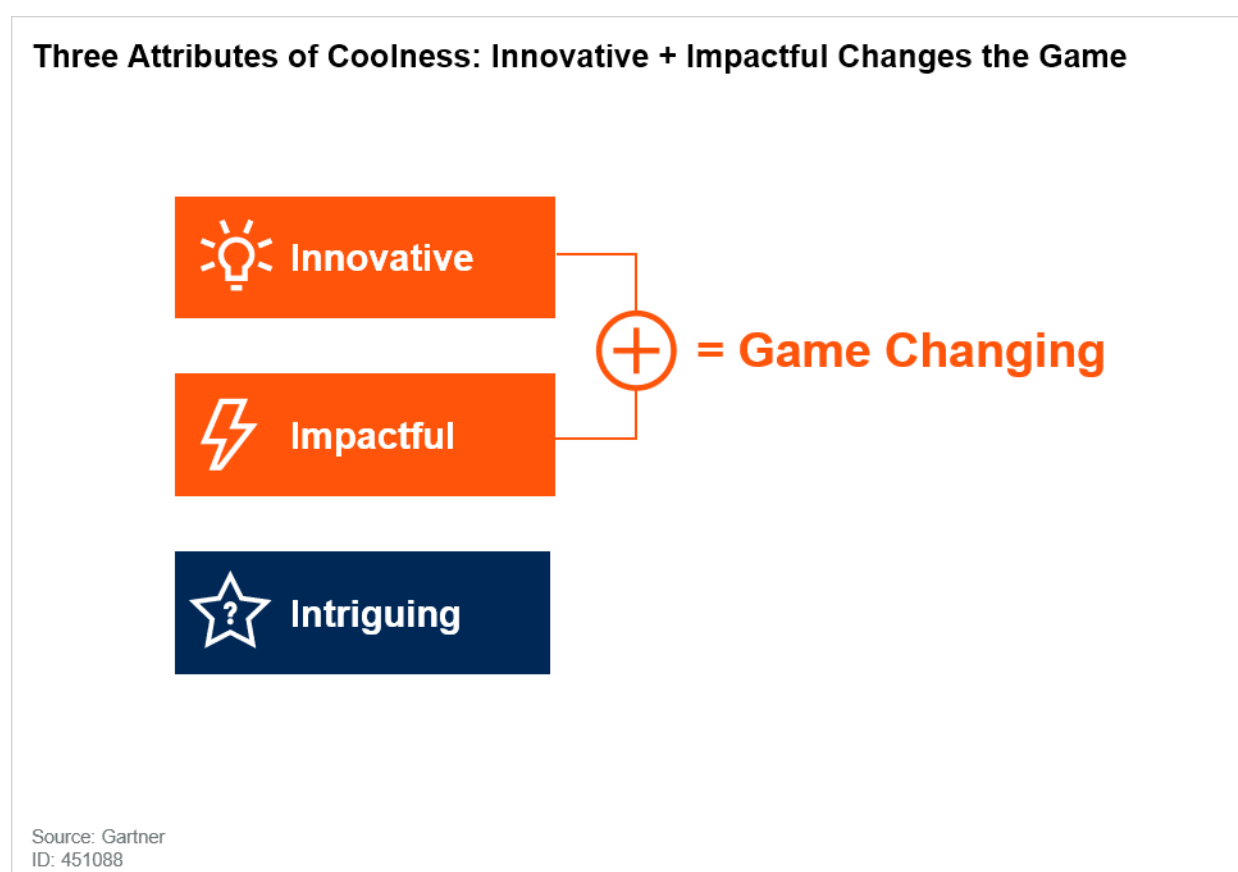 Three Attributes of Coolness: Innovative + Impactful Changes the Game
Innovative
= Game Changing
Impactful
? Intriguing
Source: Gartner
ID: 451088